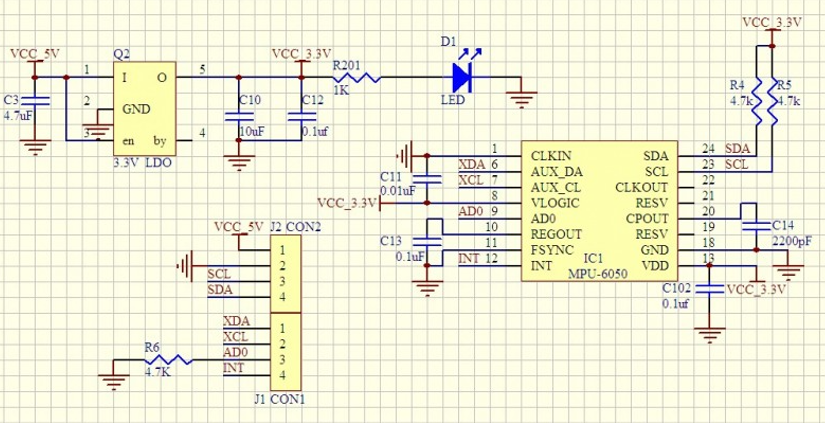 VCC_5V
Q2
VCC_3.3V
D1
VCC_3.3V
1 I O 5
R201
1K
LED
C3
4.7uF
2 GND
C10
10uF
C12
0.1uf
3 en by 4
3.3V LDO
R4
4.7k
R5
4.7k
1 CLKIN SDA 24 SDA
XDA 6 AUX_DA SCL 23 SCL
XCL 7 AUX_CL CLKOUT 22
C11
0.01uF
VCC_3.3V 8 VLOGIC RESV 21
AD0 9 AD0 CPOUT 20
C14
2200pF
10 REGOUT RESV 19
C13
0.1uF
11 FSYNC GND 18
INT 12 INT VDD 13
IC1
MPU-6050
C102
0.1uf
VCC_3.3V
VCC_5V
J2 CON2
1
2
SCL 3
SDA 4
XDA 1
XCL 2
AD0 3
INT 4
R6
4.7K
J1 CON1